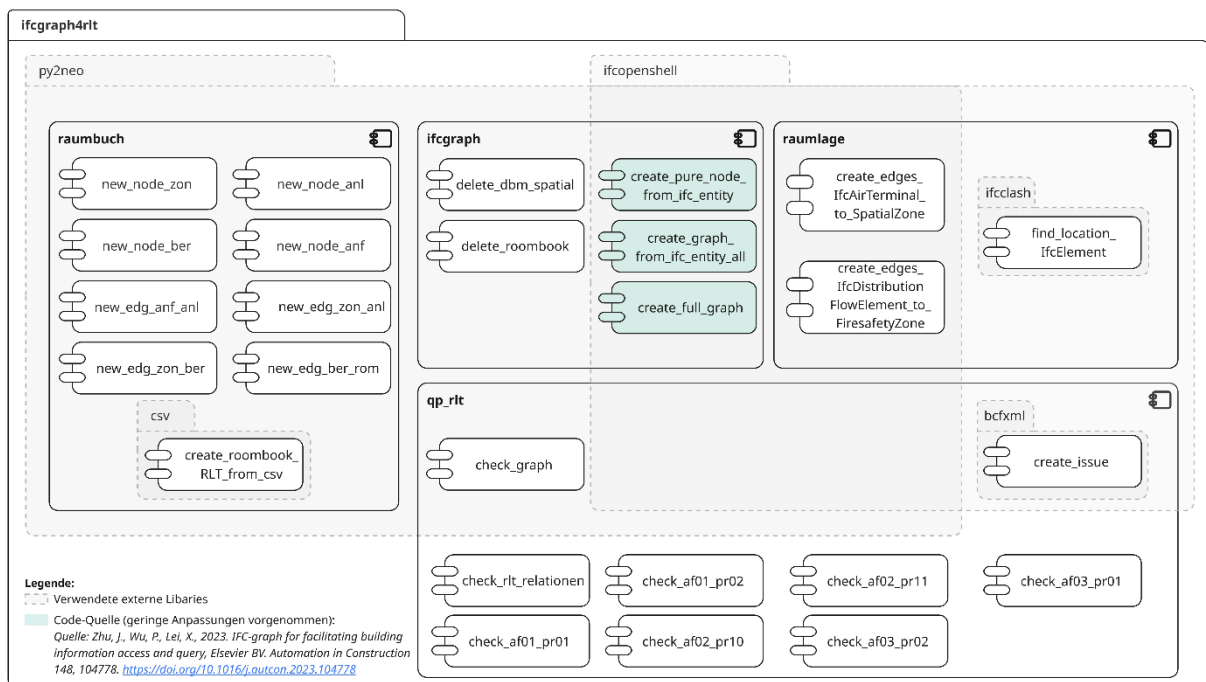 ifcgraph4rlt
py2neo
ifcopenshell
raumbuch
new_node_zon
new_node_anl
new_node_ber
new_node_anf
new_edg_anf_anl
new_edg_zon_anl
new_edg_zon_ber
new_edg_ber_rom
csv
create_roombook_
RLT_from_csv
ifcgraph
delete_dbm_spatial
create_pure_node_
from_ifc_entity
delete_roombook
create_graph_
from_ifc_entity_all
create_full_graph
raumlage
create_edges_
IfcAirTerminal_
to_SpatialZone
ifcclash
find_location_
IfcElement
create_edges_
IfcDistribution
FlowElement_to_
FiresafetyZone
qp_rlt
check_graph
bcfxml
create_issue
check_rlt_relationen
check_af01_pr02
check_af02_pr11
check_af03_pr01
check_af01_pr01
check_af02_pr10
check_af03_pr02
Legende:
Verwendete externe Libaries
Code-Quelle (geringe Anpassungen vorgenommen):
Quelle: Zhu, J., Wu, P., Lei, X., 2023. IFC-graph for facilitating building
information access and query, Elsevier BV. Automation in Construction
148, 104778. https://doi.org/10.1016/j.autcon.2023.104778